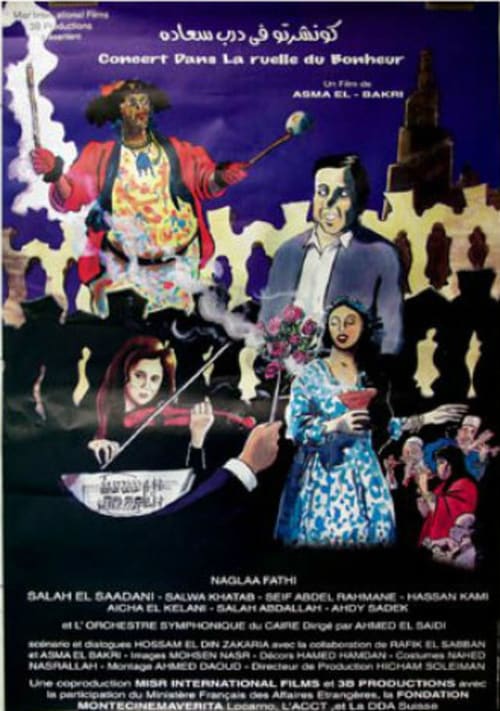 Misr International Films
3B Productions
présentent
كونشرتو فى درب سعاده
Concert Dans La ruelle du Bonheur
Un Film de
ASMA EL - BAKRI
NAGLAA FATHI
SALAH EL SAADANI - SALWA KHATAB - SEIF ABDEL RAHMANE - HASSAN KAMI
AICHA EL KELANI - SALAH ABDALLAH - AHDY SADEK
et L' ORCHESTRE SYMPHONIQUE du CAIRE Dirigé par AHMED EL SAIDI
scénario et dialogues HOSSAM EL DIN ZAKARIA avec la collaboration de RAFIK EL SABBAN
et ASMA EL BAKRI - Images MOHSEN NASR - Décors HAMED HAMDAN - Costumes NAHED
NASRALLAH - Montage AHMED DAOUD - Directeur de Production HICHAM SOLEIMAN
Une coproduction MISR INTERNATIONAL FILMS et 3B PRODUCTIONS avec
la participation du Ministère Français des Affaires Etrangères, la FONDATION
MONTECINEMAVERITA Locarno, L'ACCT, et La DDA Suisse